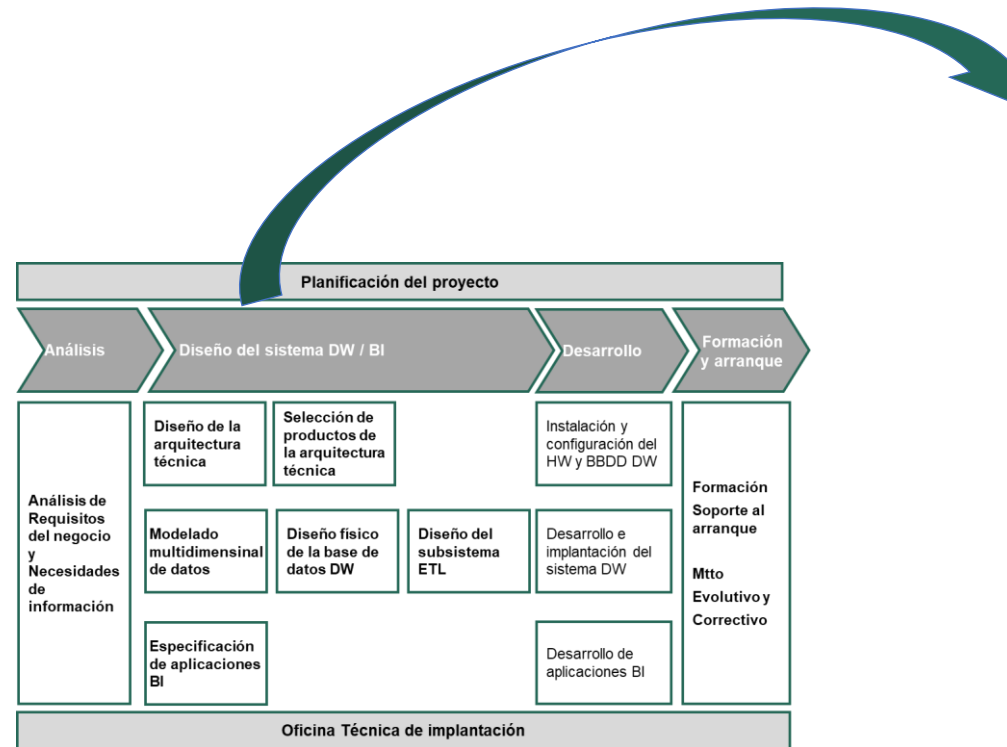 Planificación del proyecto
Análisis
Diseño del sistema DW / BI
Desarrollo
Formación
y arranque
Análisis de
Requisitos
del negocio
y
Necesidades
de
información
Diseño de la
arquitectura
técnica
Selección de
productos de
la arquitectura
técnica
Instalación y
configuración del
HW y BBDD DW
Modelado
multidimensinal
de datos
Diseño físico
de la base de
datos DW
Diseño del
subsistema
ETL
Desarrollo e
implantación del
sistema DW
Especificación
de aplicaciones
BI
Desarrollo de
aplicaciones BI
Formación
Soporte al
arranque
Mtto
Evolutivo y
Correctivo
Oficina Técnica de implantación